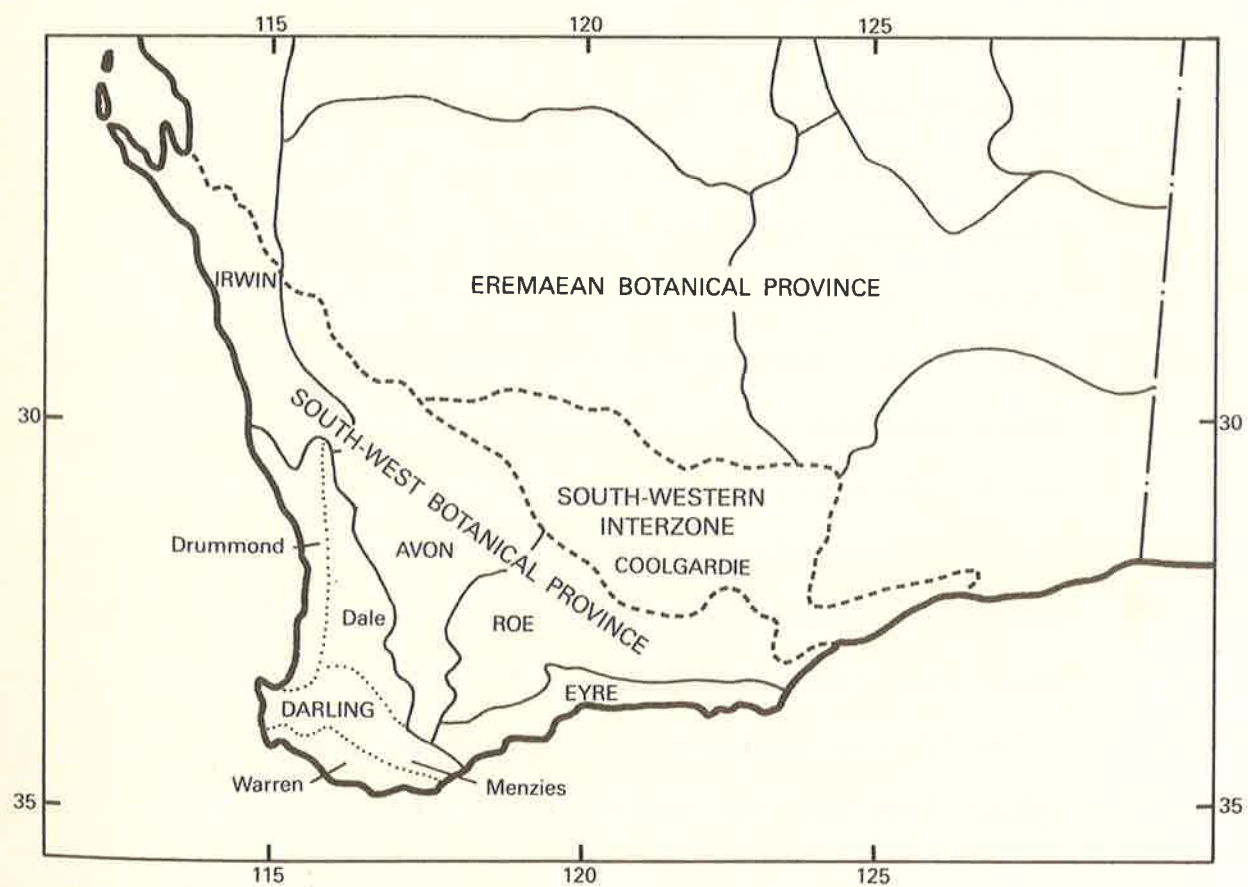 115 120 125
IRWIN
EREMAEAN BOTANICAL PROVINCE
30 30
SOUTH-WEST BOTANICAL PROVINCE
SOUTH-WESTERN
INTERZONE
Drummond
AVON
COOLGARDIE
Dale
ROE
EYRE
DARLING
Warren
Menzies
35 35
115 120 125